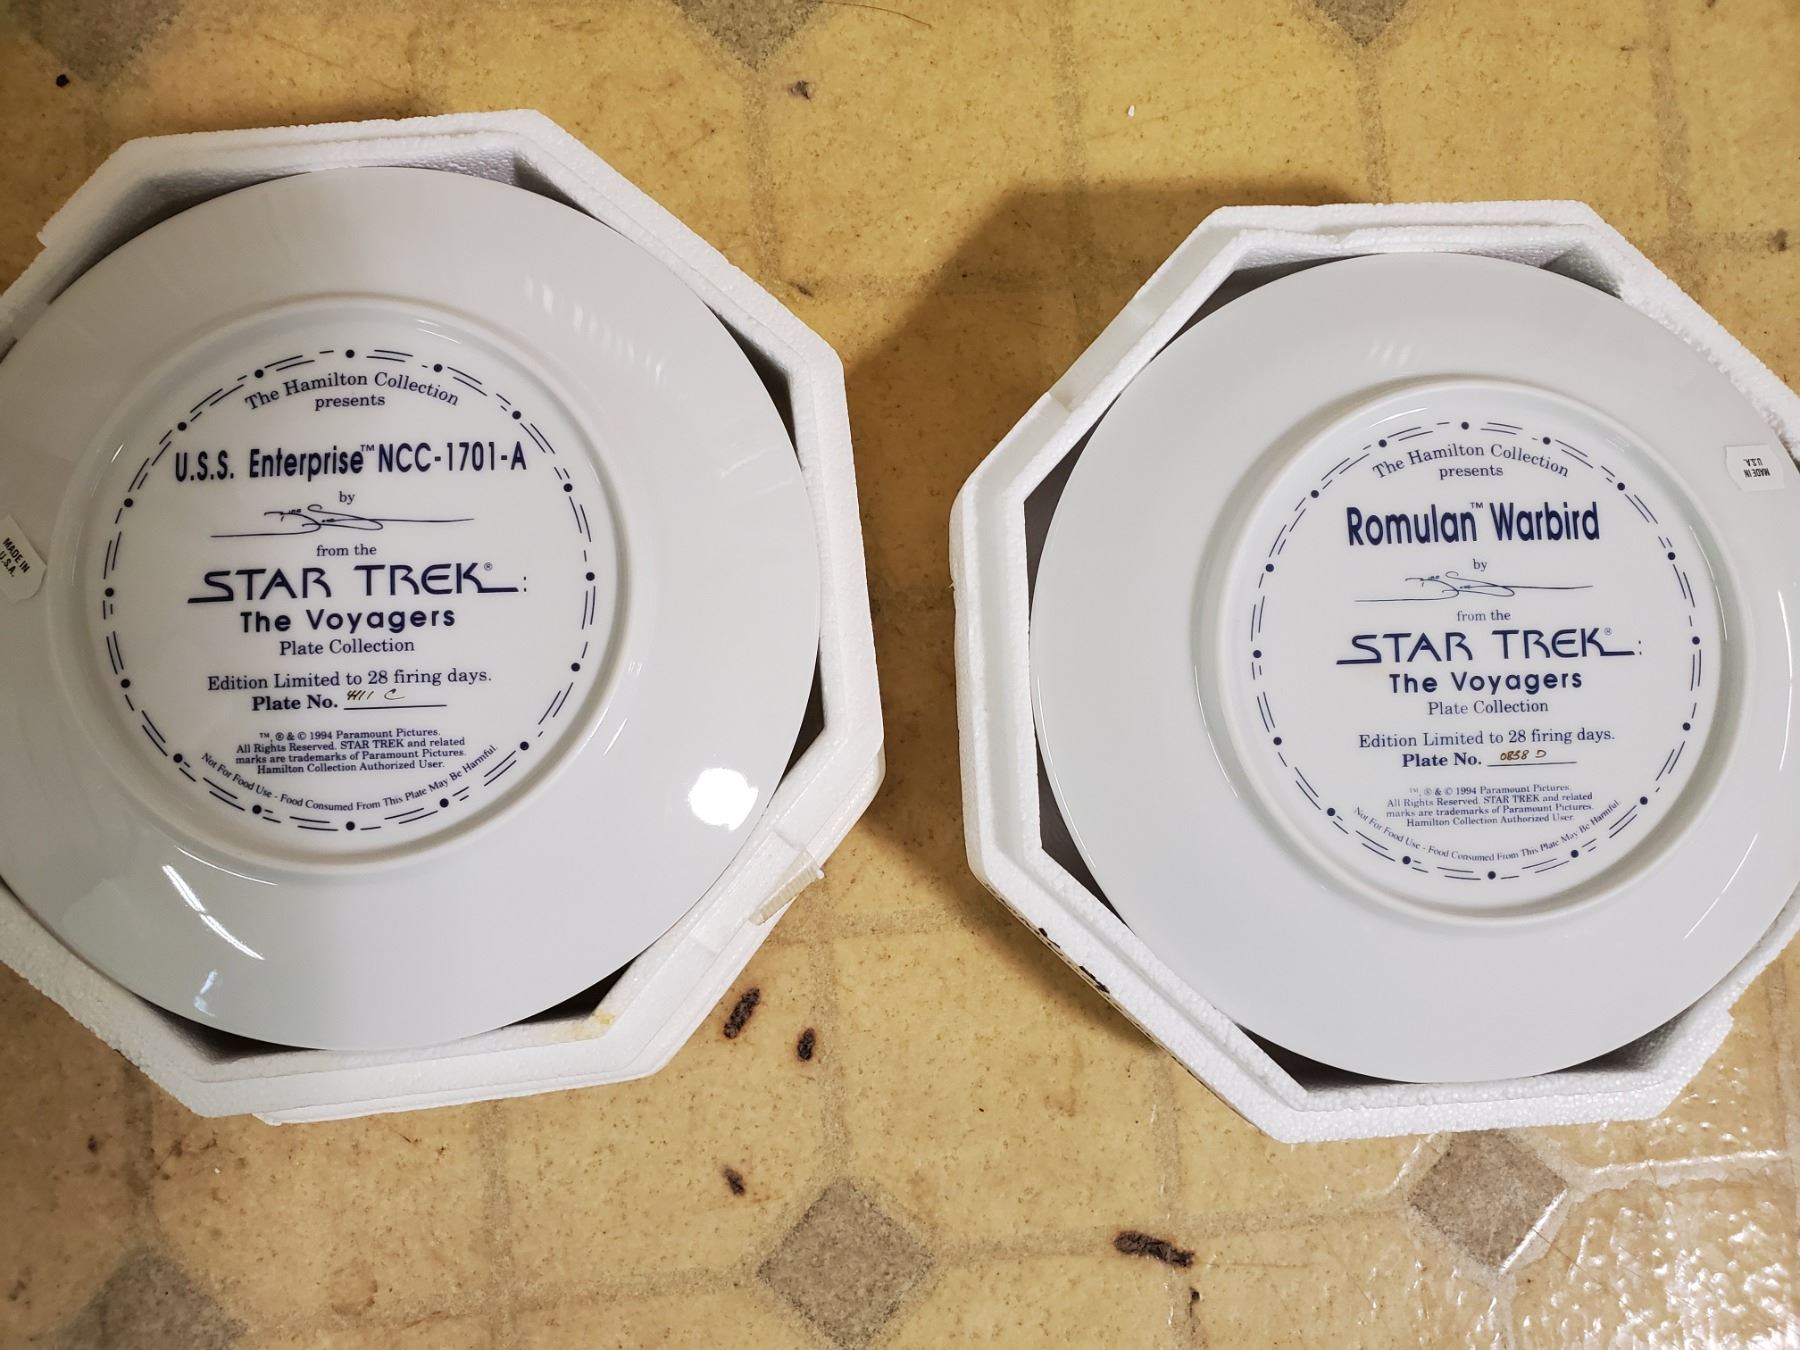 The Hamilton Collection
presents
U.S.S. Enterprise™ NCC-1701-A
by
from the
STAR TREK®:
The Voyagers
Plate Collection
Edition Limited to 28 firing days.
Plate No. 4111 C
™, ® & © 1994 Paramount Pictures.
All Rights Reserved. STAR TREK and related
marks are trademarks of Paramount Pictures.
Hamilton Collection Authorized User.
Not For Food Use - Food Consumed From This Plate May Be Harmful.
MADE IN
U.S.A.
The Hamilton Collection
presents
Romulan™ Warbird
by
from the
STAR TREK®:
The Voyagers
Plate Collection
Edition Limited to 28 firing days.
Plate No. 0838 D
™, ® & © 1994 Paramount Pictures.
All Rights Reserved. STAR TREK and related
marks are trademarks of Paramount Pictures.
Hamilton Collection Authorized User.
Not For Food Use - Food Consumed From This Plate May Be Harmful.
MADE IN
U.S.A.